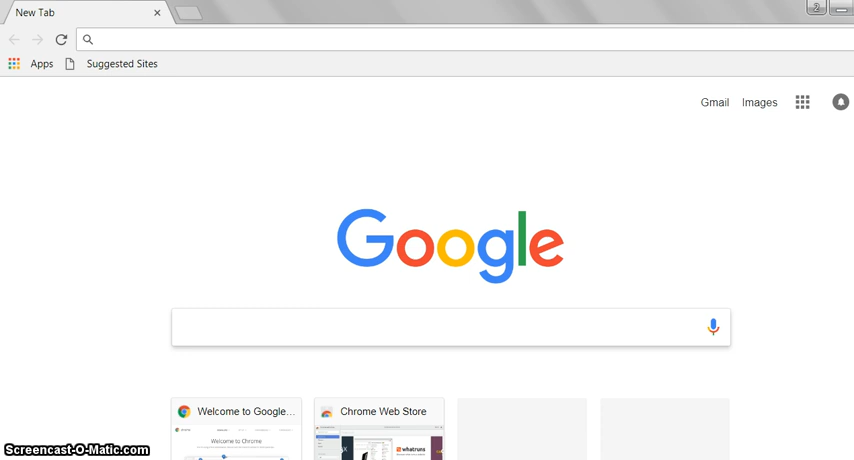 New Tab
2
Apps Suggested Sites
Gmail Images
Google
Welcome to Google... Chrome Web Store
Welcome to Chrome
whatruns
Screencast-O-Matic.com